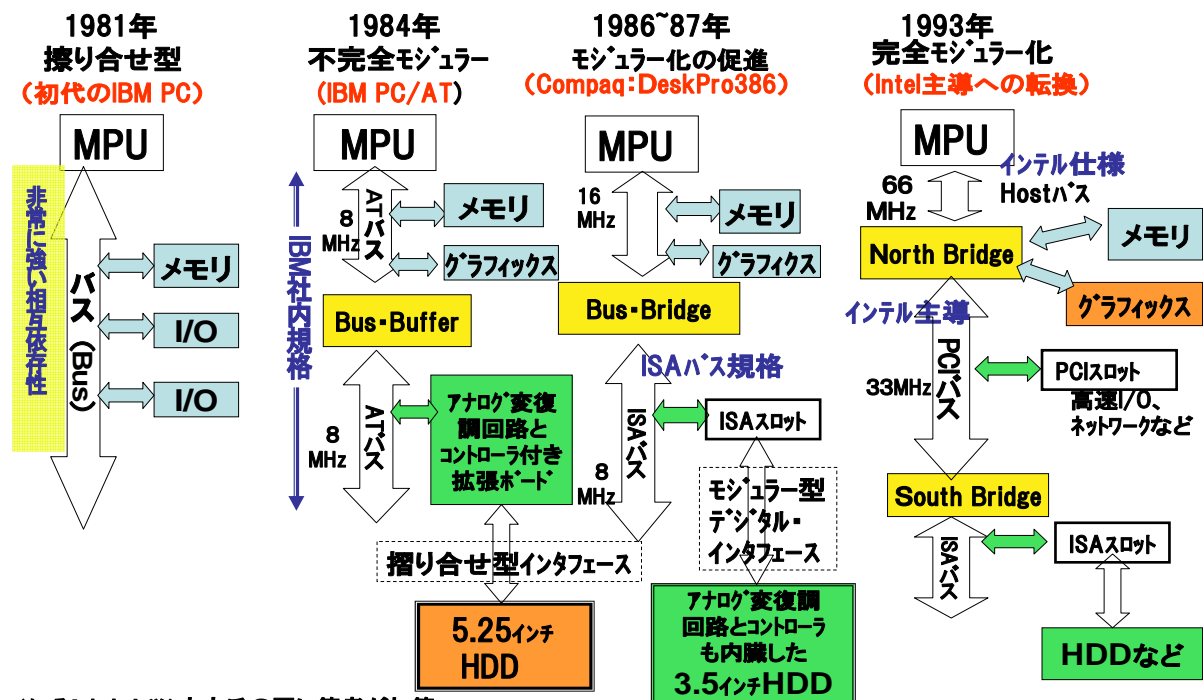 1981年
擦り合せ型
(初代のIBM PC)
MPU
非常に強い相互依存性
バス (Bus)
メモリ
I/O
I/O
1984年
不完全モジュラー
(IBM PC/AT)
MPU
IBM社内規格
ATバス
8
MHz
メモリ
グラフィックス
Bus・Buffer
ATバス
8
MHz
アナログ変復
調回路と
コントローラ付き
拡張ボード
摺り合せ型インタフェース
5.25インチ
HDD
1986~87年
モジュラー化の促進
(Compaq:DeskPro386)
MPU
16
MHz
メモリ
グラフィクス
Bus・Bridge
ISAバス規格
ISAバス
8
MHz
ISAスロット
モジュラー型
デジタル・
インタフェース
アナログ変復調
回路とコントローラ
も内臓した
3.5インチHDD
1993年
完全モジュラー化
(Intel主導への転換)
MPU
66
MHz
インテル仕様
Hostバス
North Bridge
メモリ
グラフィックス
インテル主導
PCIバス
33MHz
PCIスロット
高速I/O、
ネットワークなど
South Bridge
ISAバス
ISAスロット
HDDなど